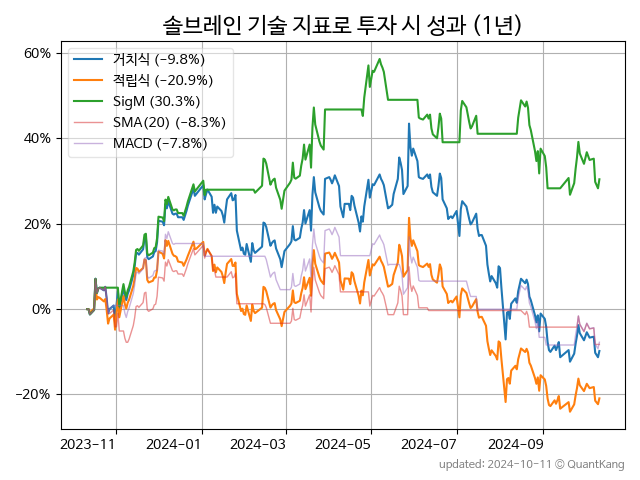 솔브레인 기술 지표로 투자 시 성과 (1년)
60%
40%
20%
0%
−20%
거치식 (−9.8%)
적립식 (−20.9%)
SigM (30.3%)
SMA(20) (−8.3%)
MACD (−7.8%)
2023-11
2024-01
2024-03
2024-05
2024-07
2024-09
updated: 2024-10-11 © QuantKang